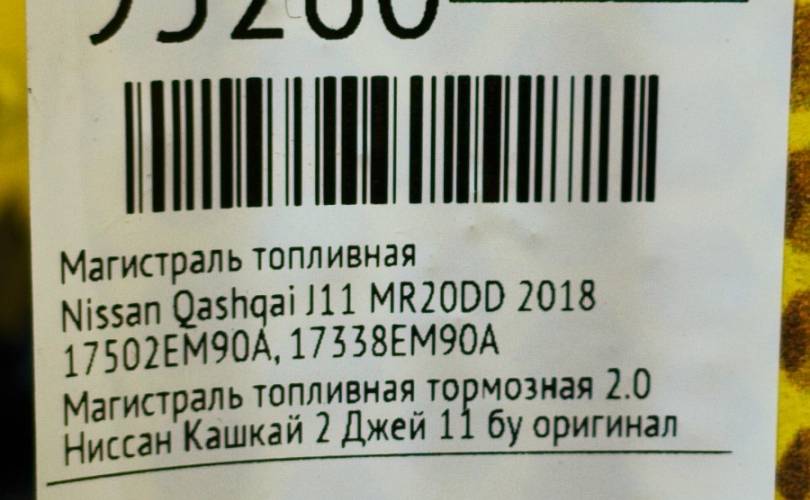 Магистраль топливная
Nissan Qashqai J11 MR20DD 2018
17502EM90A, 17338EM90A
Магистраль топливная тормозная 2.0
Ниссан Кашкай 2 Джей 11 бу оригинал